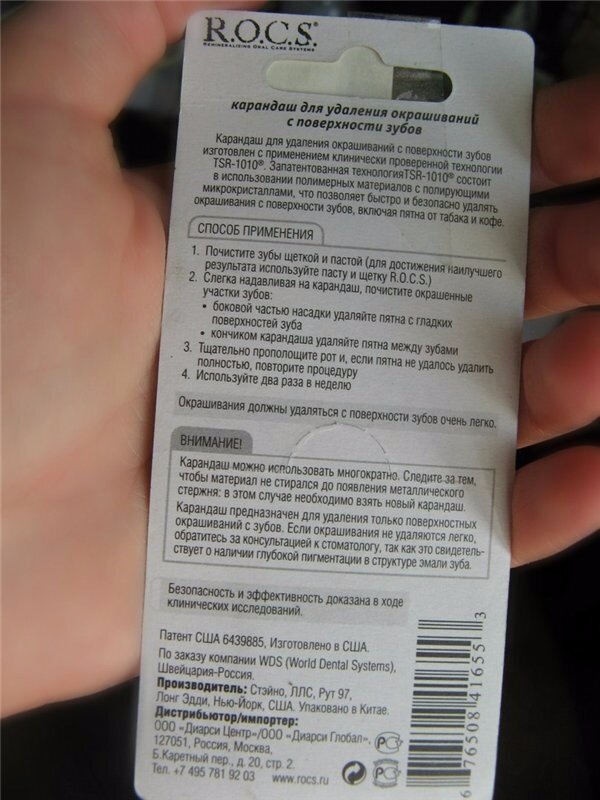 R.O.C.S.®
REMINERALIZING ORAL CARE SYSTEMS
карандаш для удаления окрашиваний
с поверхности зубов
Карандаш для удаления окрашиваний с поверхности зубов
изготовлен с применением клинически проверенной технологии
TSR-1010®. Запатентованная технологияTSR-1010® состоит
в использовании полимерных материалов с полирующими
микрокристаллами, что позволяет быстро и безопасно удалять
окрашивания с поверхности зубов, включая пятна от табака и кофе.
СПОСОБ ПРИМЕНЕНИЯ
1. Почистите зубы щеткой и пастой (для достижения наилучшего
результата используйте пасту и щетку R.O.C.S.)
2. Слегка надавливая на карандаш, почистите окрашенные
участки зубов:
• боковой частью насадки удаляйте пятна с гладких
поверхностей зуба
• кончиком карандаша удаляйте пятна между зубами
3. Тщательно прополощите рот и, если пятна не удалось удалить
полностью, повторите процедуру
4. Используйте два раза в неделю
Окрашивания должны удаляться с поверхности зубов очень легко.
ВНИМАНИЕ!
Карандаш можно использовать многократно. Следите за тем,
чтобы материал не стирался до появления металлического
стержня: в этом случае необходимо взять новый карандаш.
Карандаш предназначен для удаления только поверхностных
окрашиваний с зубов. Если окрашивания не удаляются легко,
обратитесь за консультацией к стоматологу, так как это свидетель-
ствует о наличии глубокой пигментации в структуре эмали зуба.
Безопасность и эффективность доказана в ходе
клинических исследований.
Патент США 6439885, Изготовлено в США.
По заказу компании WDS (World Dental Systems),
Швейцария-Россия.
Производитель: Стэйно, ЛЛС, Рут 97,
Лонг Эдди, Нью-Йорк, США. Упаковано в Китае.
Дистрибьютор/импортер:
ООО «Диарси Центр»/ООО «Диарси Глобал»,
127051, Россия, Москва,
Б.Каретный пер., д. 20, стр. 2.
Тел. +7 495 781 92 03 www.rocs.ru
6 76508 41655 3